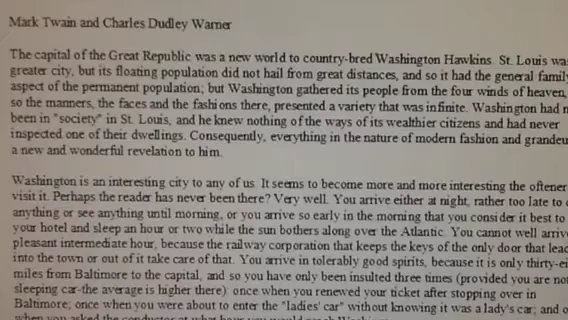 Mark Twain and Charles Dudley Warner
The capital of the Great Republic was a new world to country-bred Washington Hawkins. St. Louis wa
greater city, but its floating population did not hail from great distances, and so it had the general famil
aspect of the permanent population; but Washington gathered its people from the four winds of heaven,
so the manners, the faces and the fashions there, presented a variety that was infinite. Washington had n
been in "society" in St. Louis, and he knew nothing of the ways of its wealthier citizens and had never
inspected one of their dwellings. Consequently, everything in the nature of modern fashion and grandeu
a new and wonderful revelation to him.
Washington is an interesting city to any of us. It seems to become more and more interesting the oftener
visit it. Perhaps the reader has never been there? Very well. You arrive either at night, rather too late to
anything or see anything until morning, or you arrive so early in the morning that you consider it best to
your hotel and sleep an hour or two while the sun bothers along over the Atlantic. You cannot well arriv
pleasant intermediate hour, because the railway corporation that keeps the keys of the only door that lead
into the town or out of it take care of that. You arrive in tolerably good spirits, because it is only thirty-ei
miles from Baltimore to the capital, and so you have only been insulted three times (provided you are no
sleeping car-the average is higher there): once when you renewed your ticket after stopping over in
Baltimore, once when you were about to enter the "ladies' car" without knowing it was a lady's car, and o
when you asked the conductor at what hour you would reach